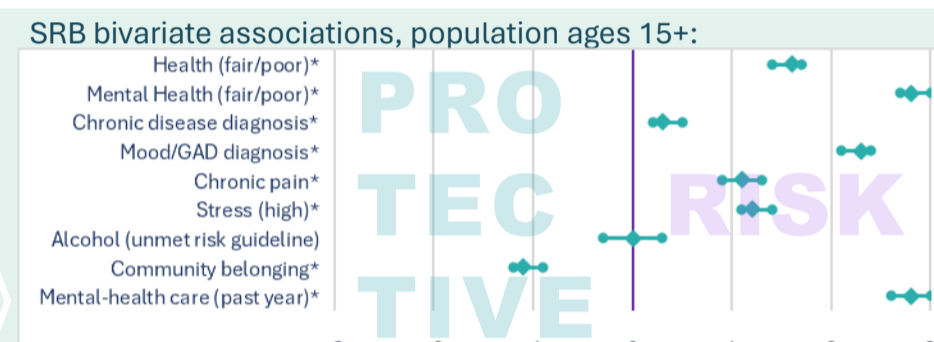 SRB bivariate associations, population ages 15+:
Health (fair/poor)*
Mental Health (fair/poor)*
Chronic disease diagnosis*
Mood/GAD diagnosis*
Chronic pain*
Stress (high)*
Alcohol (unmet risk guideline)
Community belonging*
Mental-health care (past year)*
PRO
TEC
TIVE
RISK